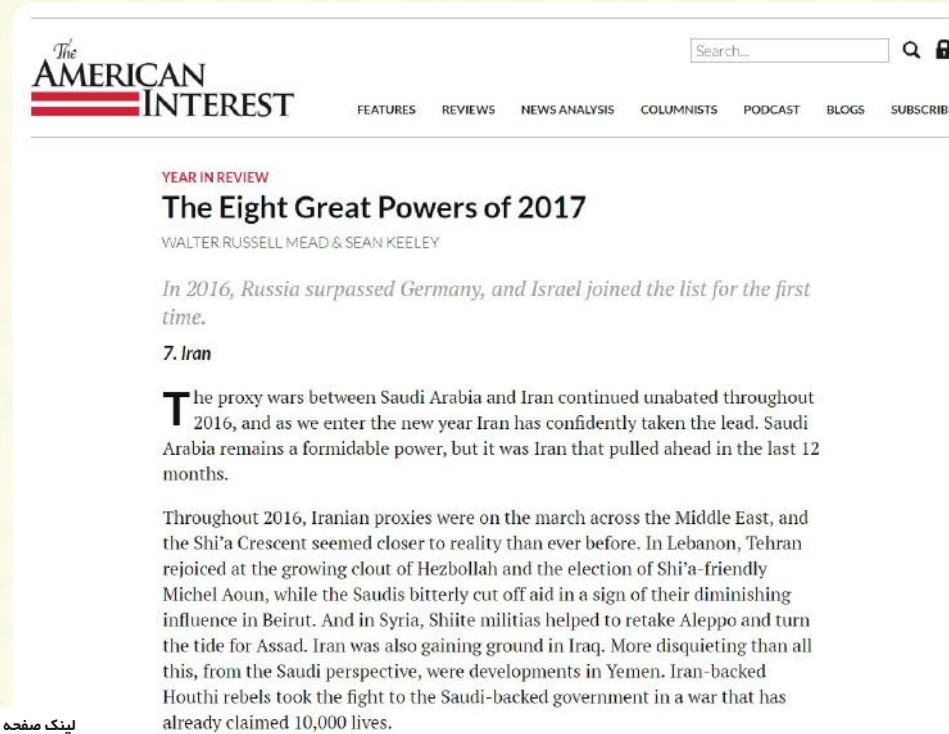 The
AMERICAN
INTEREST
Search...
FEATURES REVIEWS NEWS ANALYSIS COLUMNISTS PODCAST BLOGS SUBSCRIB
YEAR IN REVIEW
The Eight Great Powers of 2017
WALTER RUSSELL MEAD & SEAN KEELEY
In 2016, Russia surpassed Germany, and Israel joined the list for the first
time.
7. Iran
The proxy wars between Saudi Arabia and Iran continued unabated throughout
2016, and as we enter the new year Iran has confidently taken the lead. Saudi
Arabia remains a formidable power, but it was Iran that pulled ahead in the last 12
months.
Throughout 2016, Iranian proxies were on the march across the Middle East, and
the Shi'a Crescent seemed closer to reality than ever before. In Lebanon, Tehran
rejoiced at the growing clout of Hezbollah and the election of Shi'a-friendly
Michel Aoun, while the Saudis bitterly cut off aid in a sign of their diminishing
influence in Beirut. And in Syria, Shiite militias helped to retake Aleppo and turn
the tide for Assad. Iran was also gaining ground in Iraq. More disquieting than all
this, from the Saudi perspective, were developments in Yemen. Iran-backed
Houthi rebels took the fight to the Saudi-backed government in a war that has
already claimed 10,000 lives.
لینک صفحه